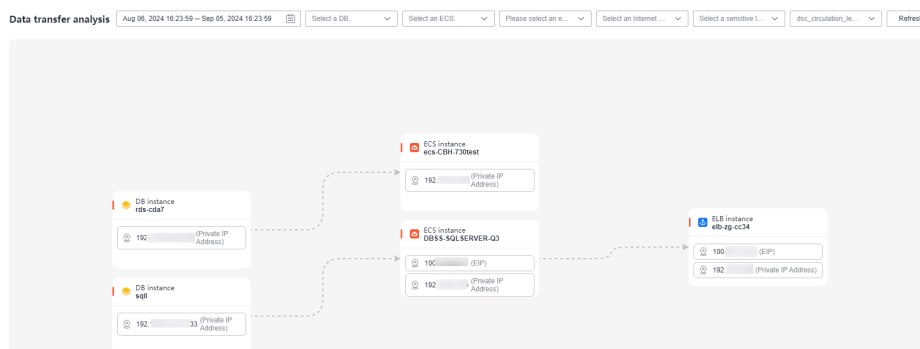 Data transfer analysis
Aug 06, 2024 16:23:59 — Sep 05, 2024 16:23:59
Select a DB.
Select an ECS.
Please select an e...
Select an Internet ...
Select a sensitive l...
dsc_circulation_le...
Refres
ECS instance
ecs-CBH-730test
192. (Private IP
Address)
DB instance
rds-cda7
192 (Private IP
Address)
ECS instance
DBSS-SQLSERVER-Q3
100 (EIP)
192 (Private IP
Address)
ELB instance
elb-zg-cc34
100. (EIP)
192. (Private IP Address)
DB instance
192. 33 (Private IP
Address)